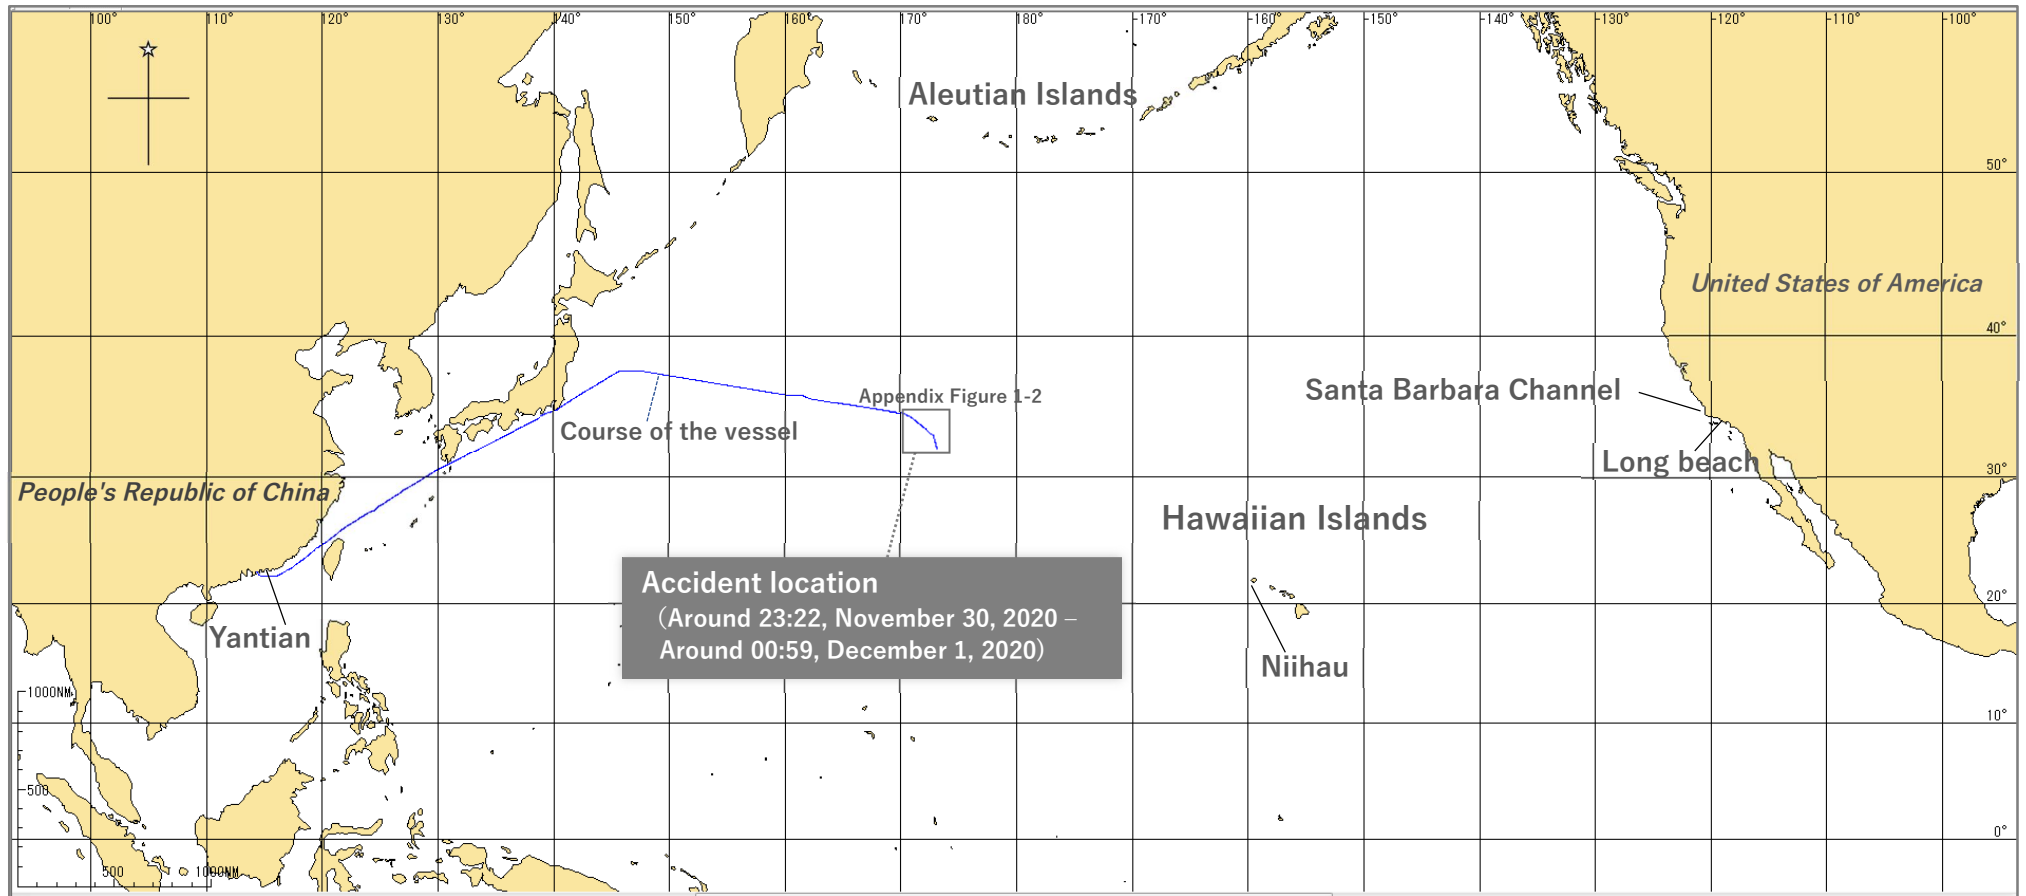 100° 110° 120° 130° 140° 150° 160° 170° 180° -170° -160° -150° -140° -130° -120° -110° -100°
Aleutian Islands
50°
United States of America
40°
Santa Barbara Channel
Appendix Figure 1-2
Course of the vessel
Long beach
30°
People's Republic of China
Hawaiian Islands
Accident location
(Around 23:22, November 30, 2020 –
Around 00:59, December 1, 2020)
20°
Yantian
Niihau
1000NM
10°
500
0°
500 1000NM